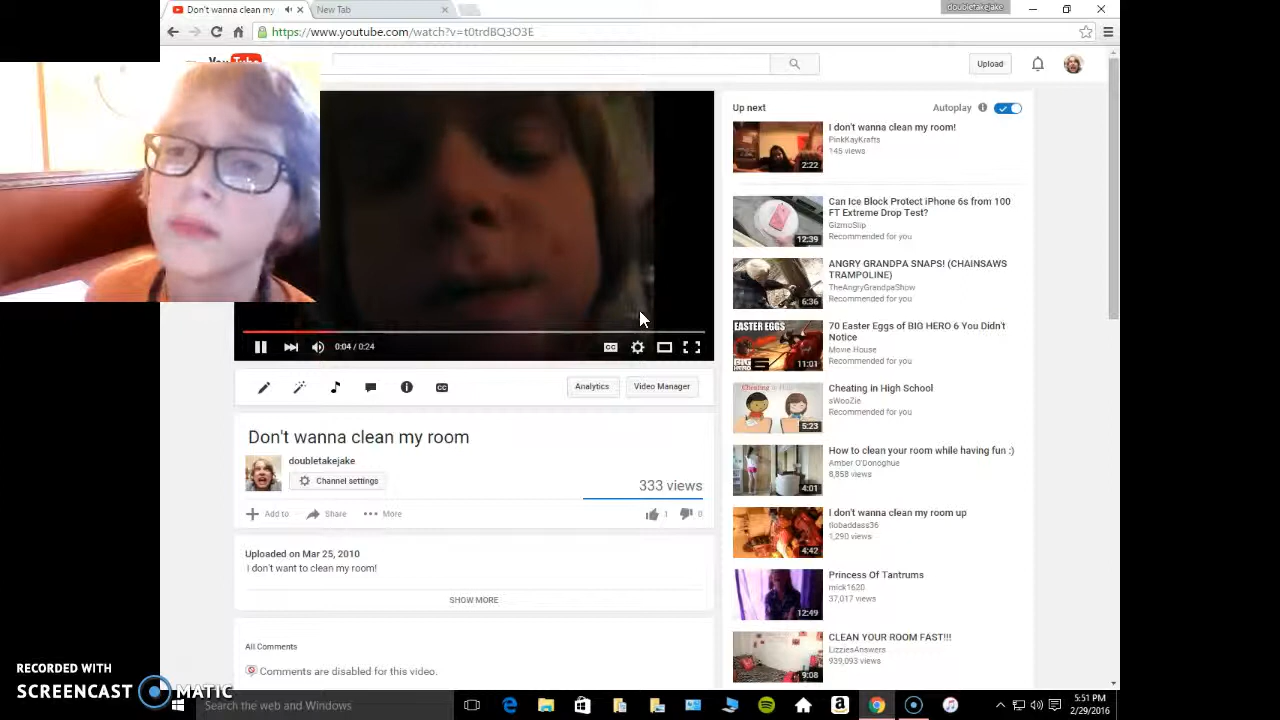 Don't wanna clean my
New Tab
doubletakejake
https://www.youtube.com/watch?v=t0trdBQ3O3E
Upload
Up next
Autoplay
I don't wanna clean my room!
PinkKayKrafts
145 views
2:22
Can Ice Block Protect iPhone 6s from 100
FT Extreme Drop Test?
GizmoSlip
Recommended for you
12:39
ANGRY GRANDPA SNAPS! (CHAINSAWS
TRAMPOLINE)
TheAngryGrandpaShow
Recommended for you
6:36
EASTER EGGS
70 Easter Eggs of BIG HERO 6 You Didn't
Notice
Movie House
Recommended for you
11:01
0:04 / 0:24
CC
Analytics
Video Manager
Cheating in High School
Cheating in High School
sWooZie
Recommended for you
5:23
Don't wanna clean my room
doubletakejake
Channel settings
333 views
Add to
Share
More
1
0
How to clean your room while having fun :)
Amber O'Donoghue
8,858 views
4:01
I don't wanna clean my room up
tiobaddass36
1,290 views
4:42
Uploaded on Mar 25, 2010
I don't want to clean my room!
SHOW MORE
Princess Of Tantrums
mick1620
37,017 views
12:49
All Comments
Comments are disabled for this video.
CLEAN YOUR ROOM FAST!!!
LizziesAnswers
939,093 views
9:08
RECORDED WITH
SCREENCAST MATIC
Search the web and Windows
5:51 PM
2/29/2016